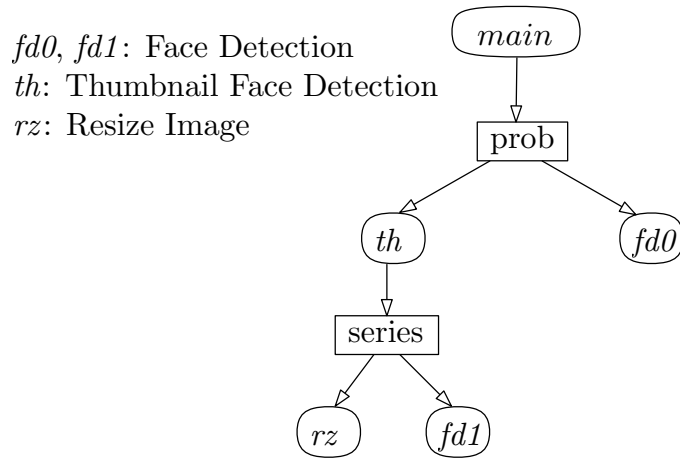 fd0, fd1: Face Detection
th: Thumbnail Face Detection
rz: Resize Image
main
prob
th
fd0
series
rz
fd1